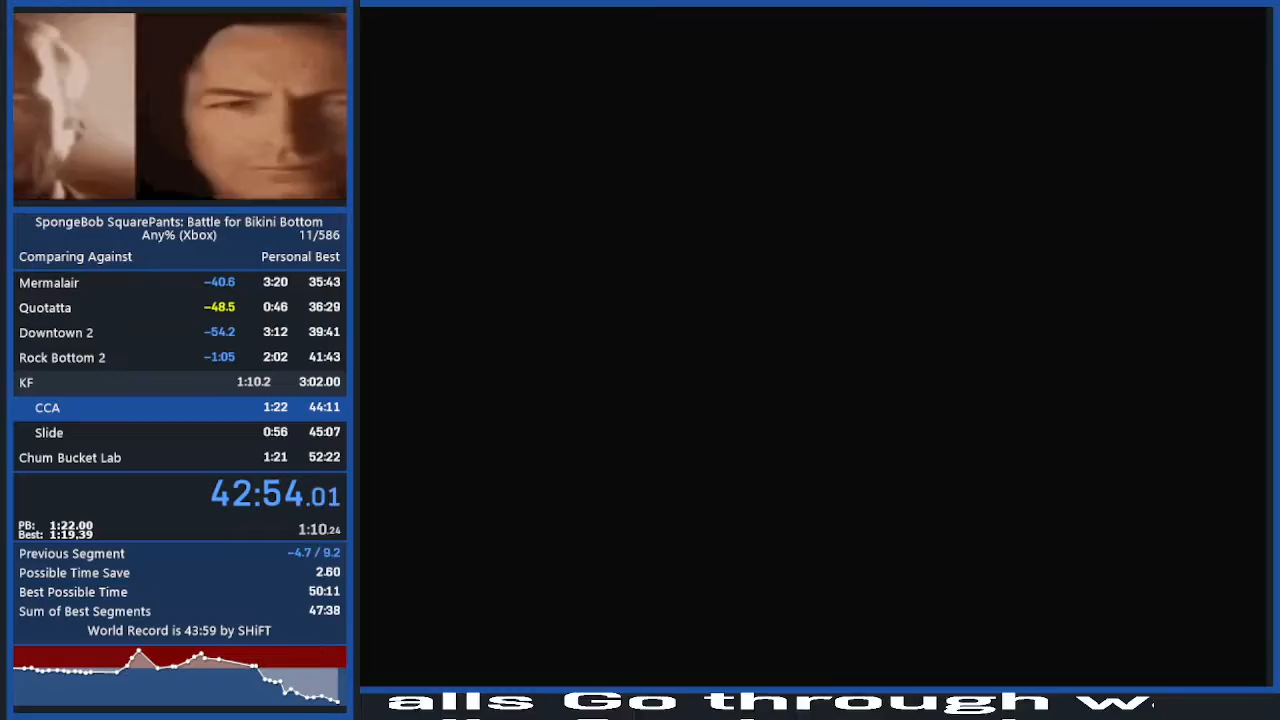 SpongeBob SquarePants: Battle for Bikini Bottom
Any% (Xbox) 11/586
Comparing Against Personal Best
Mermalair −40.6 3:20 35:43
Quotatta −48.5 0:46 36:29
Downtown 2 −54.2 3:12 39:41
Rock Bottom 2 −1:05 2:02 41:43
KF 1:10.2 3:02.00
CCA 1:22 44:11
Slide 0:56 45:07
Chum Bucket Lab 1:21 52:22
42:54.01
PB: 1:22.00
Best: 1:19.39
1:10.24
Previous Segment −4.7 / 9.2
Possible Time Save 2.60
Best Possible Time 50:11
Sum of Best Segments 47:38
World Record is 43:59 by SHiFT
alls Go through w